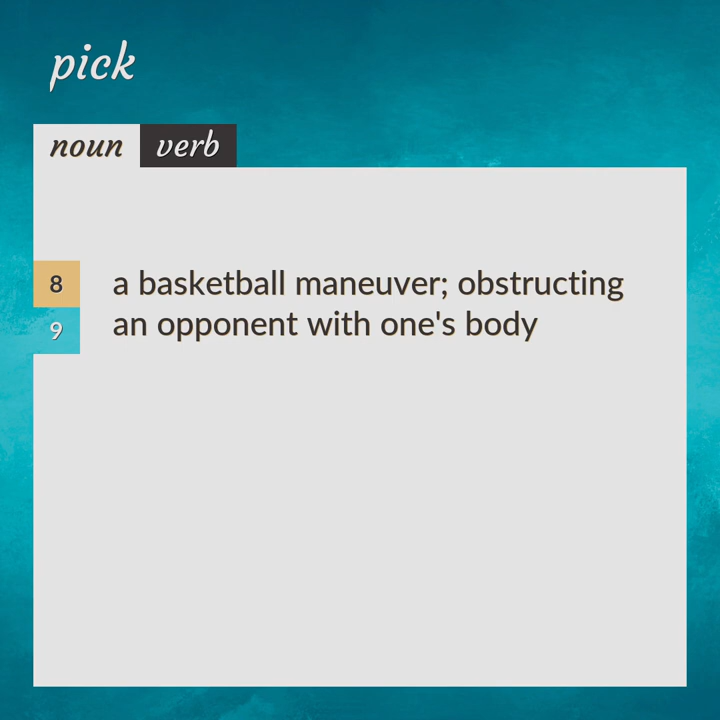 pick
noun verb
8 a basketball maneuver; obstructing
9 an opponent with one's body